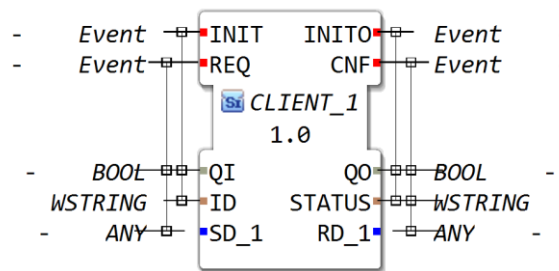 - Event INIT INITO Event
- Event REQ CNF Event
SI CLIENT_1
1.0
- BOOL QI QO BOOL -
WSTRING ID STATUS WSTRING
- ANY SD_1 RD_1 ANY -